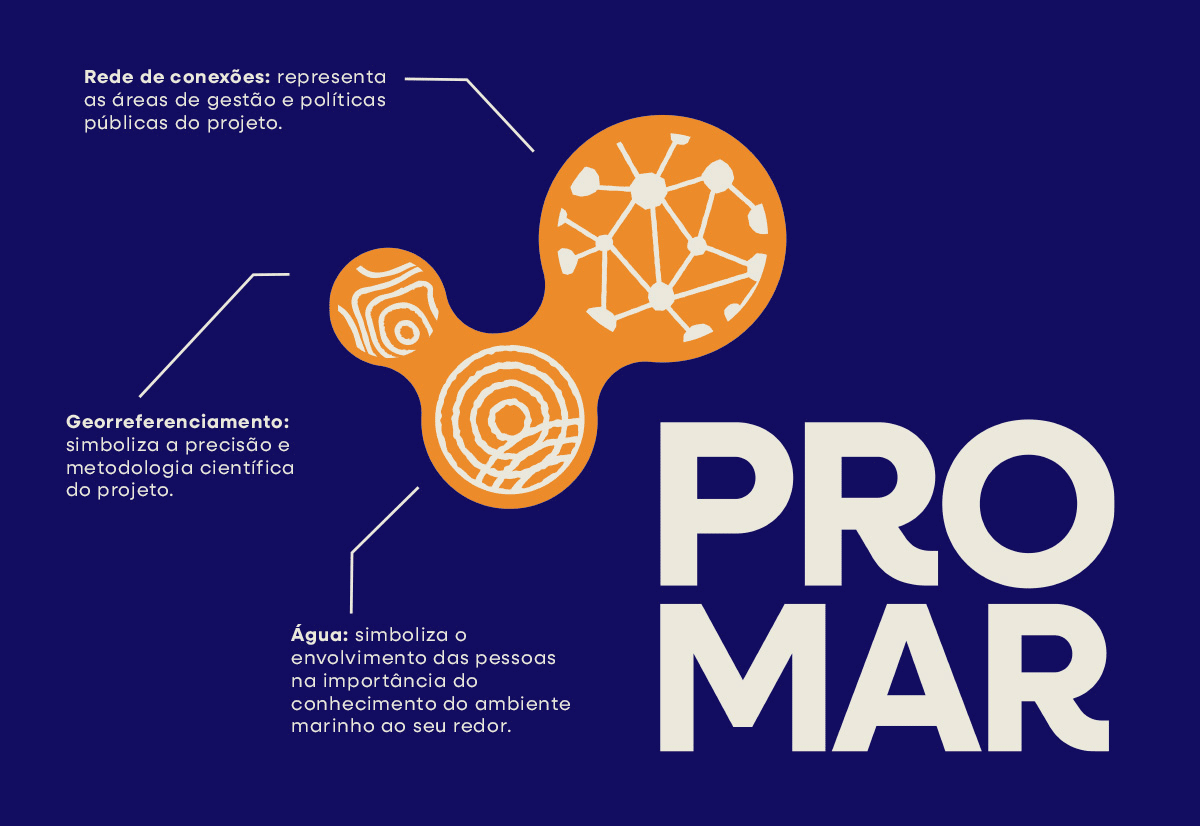 Rede de conexões: representa
as áreas de gestão e políticas
públicas do projeto.
Georreferenciamento:
simboliza a precisão e
metodologia científica
do projeto.
Água: simboliza o
envolvimento das pessoas
na importância do
conhecimento do ambiente
marinho ao seu redor.
PRO
MAR